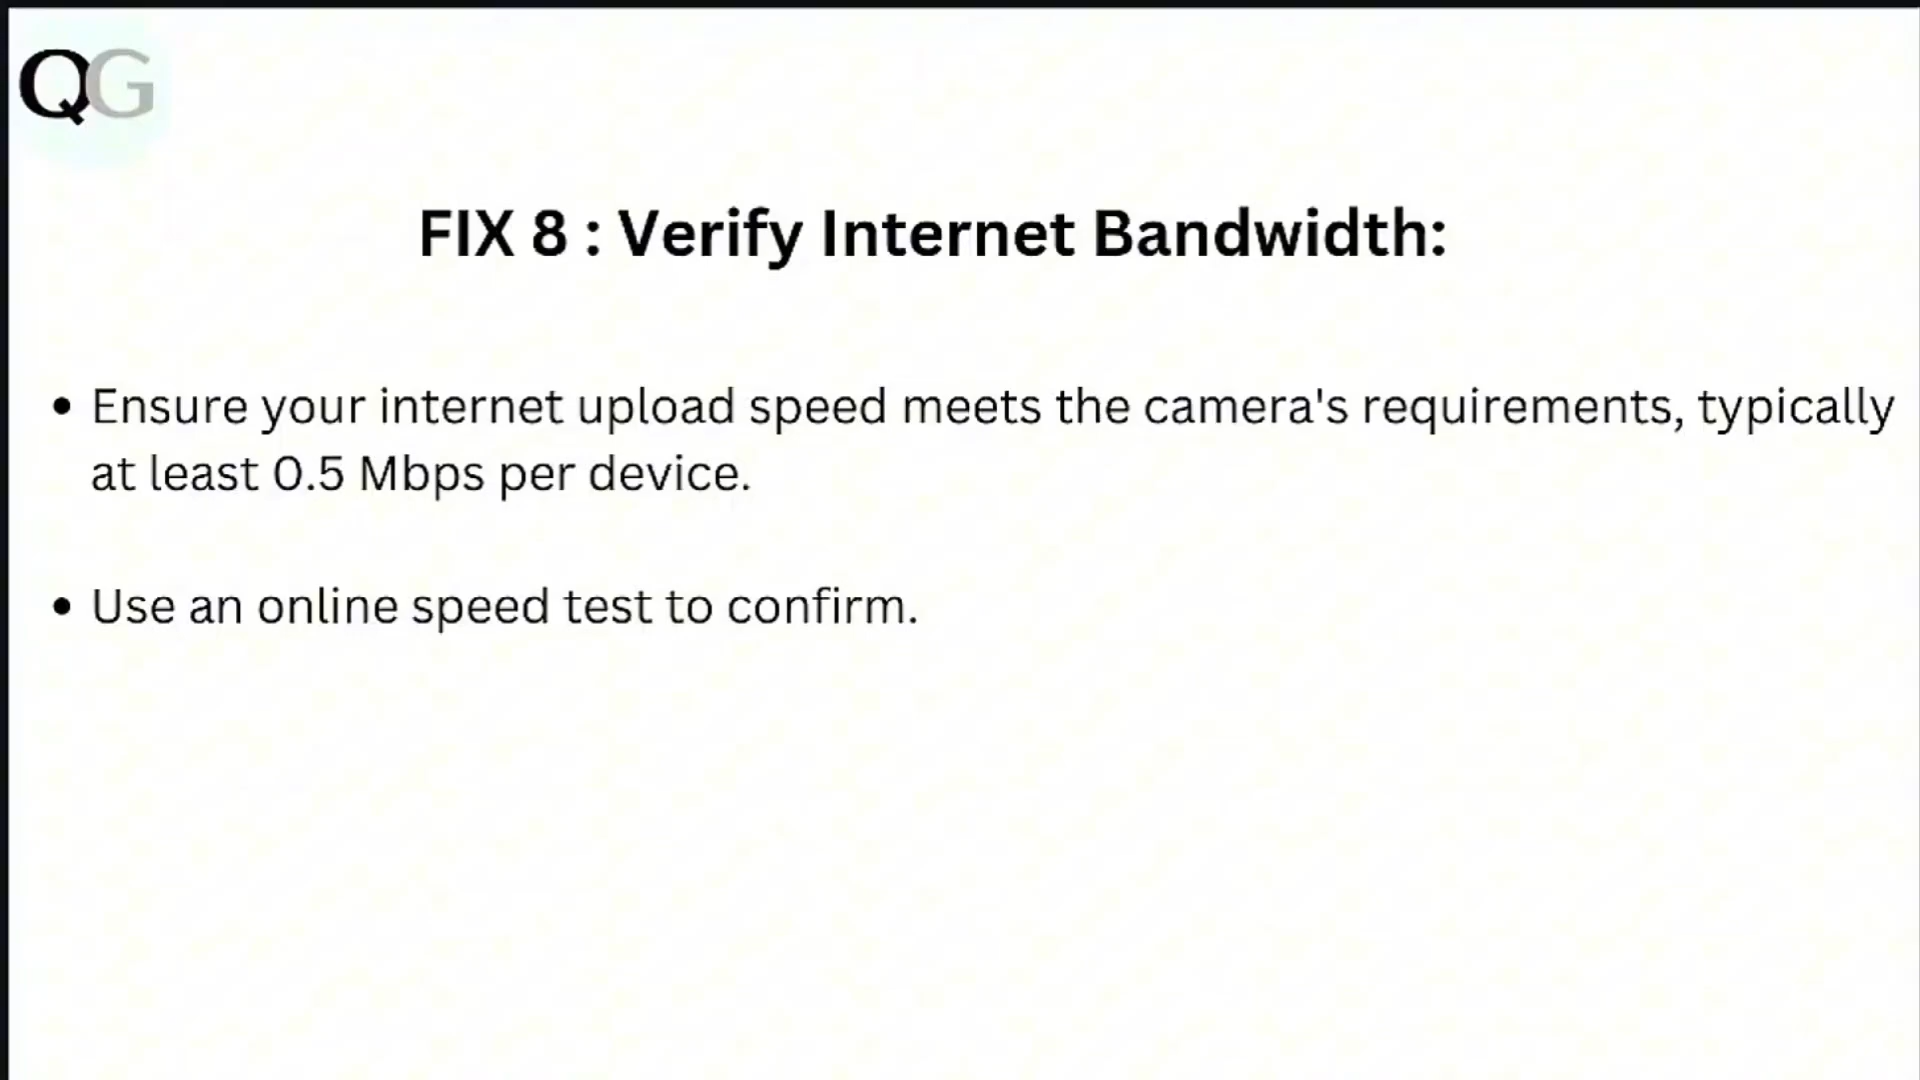 QG
FIX 8 : Verify Internet Bandwidth:
• Ensure your internet upload speed meets the camera's requirements, typically
at least 0.5 Mbps per device.
• Use an online speed test to confirm.